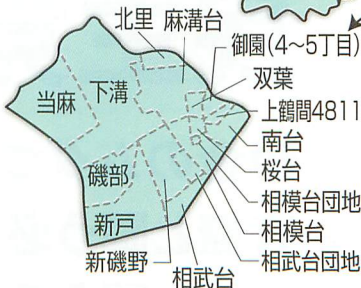 北里
麻溝台
御園(4〜5丁目)
双葉
上鶴間4811
南台
桜台
相模台団地
相模台
相武台団地
当麻
下溝
磯部
新戸
新磯野
相武台